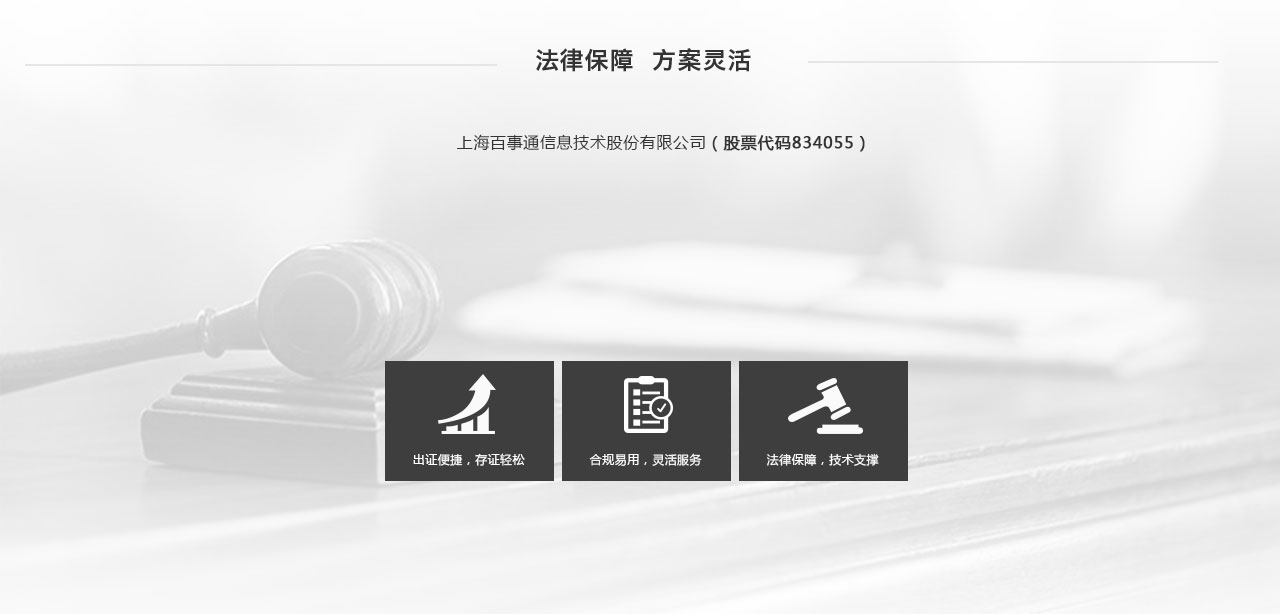 法律保障 方案灵活
上海百事通信息技术股份有限公司（股票代码834055）
出证便捷，存证轻松
合规易用，灵活服务
法律保障，技术支撑